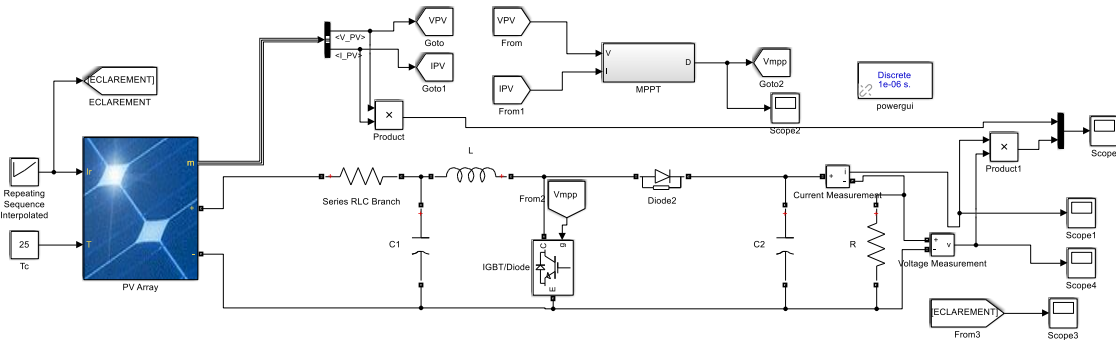 VPV
Goto
<V_PV>
<I_PV>
IPV
Goto1
VPV
From
IPV
From1
V
I
D
MPPT
Vmpp
Goto2
Scope2
Discrete
1e-06 s.
powergui
[ECLAREMENT]
ECLAREMENT
×
Product
×
Product1
Scope
Repeating
Sequence
Interpolated
25
Tc
Ir
T
m
+
-
PV Array
+
Series RLC Branch
L
+
+
C1
From2
Vmpp
g
C
E
IGBT/Diode
Diode2
+
C2
+
R
+
i
-
Current Measurement
+
-
v
Voltage Measurement
Scope1
Scope4
[ECLAREMENT]
From3
Scope3